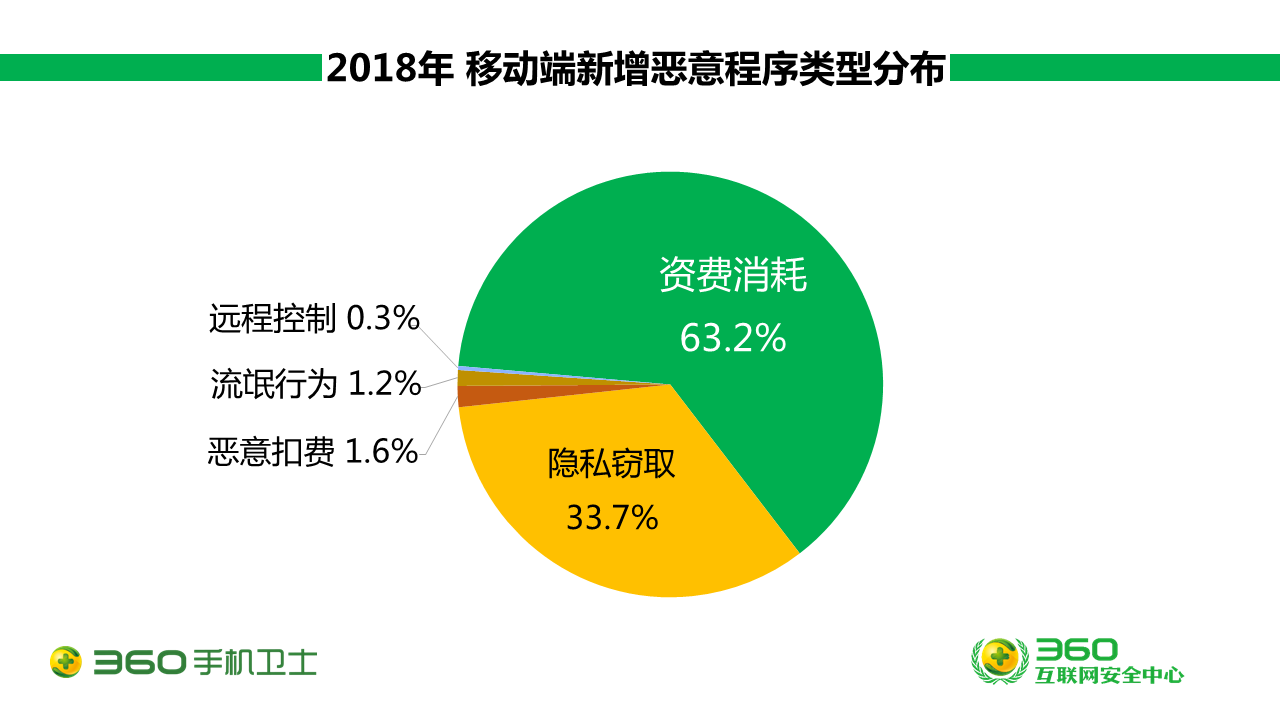 2018年 移动端新增恶意程序类型分布
资费消耗
63.2%
远程控制 0.3%
流氓行为 1.2%
恶意扣费 1.6%
隐私窃取
33.7%
360手机卫士
360
互联网安全中心